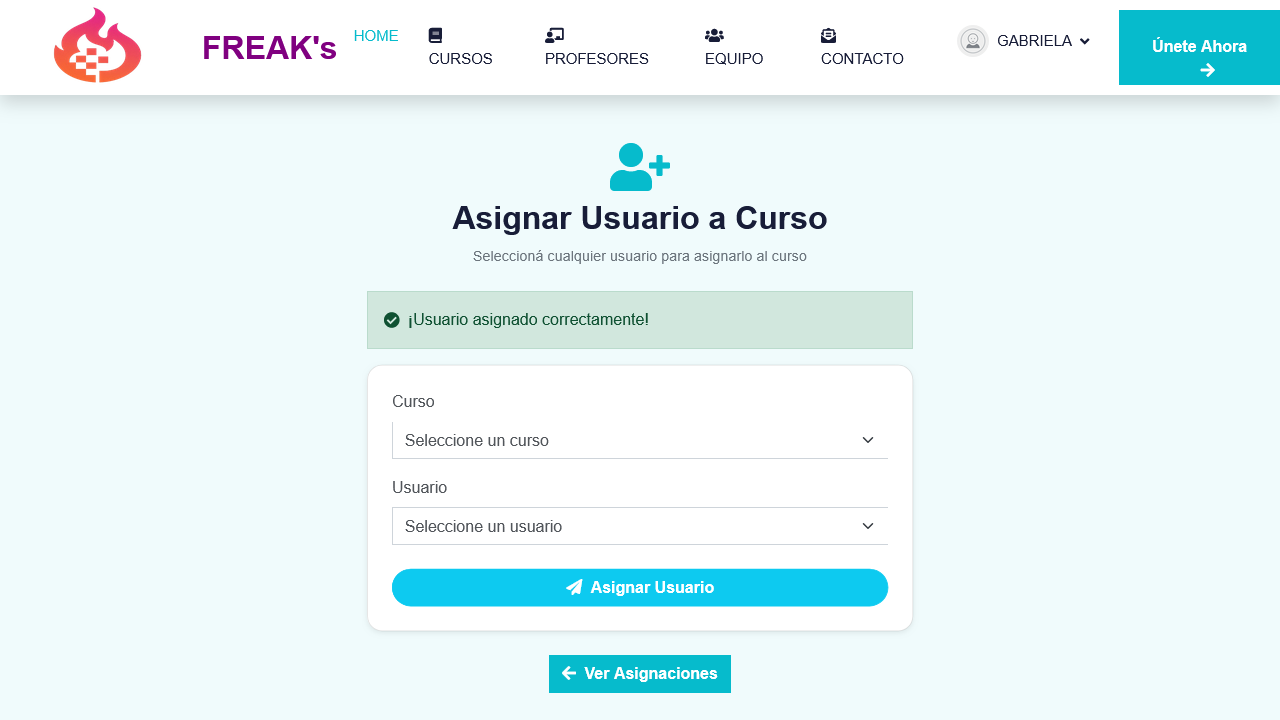 FREAK's
HOME
CURSOS
PROFESORES
EQUIPO
CONTACTO
GABRIELA
Únete Ahora
Asignar Usuario a Curso
Seleccioná cualquier usuario para asignarlo al curso
¡Usuario asignado correctamente!
Curso
Seleccione un curso
Usuario
Seleccione un usuario
Asignar Usuario
Ver Asignaciones